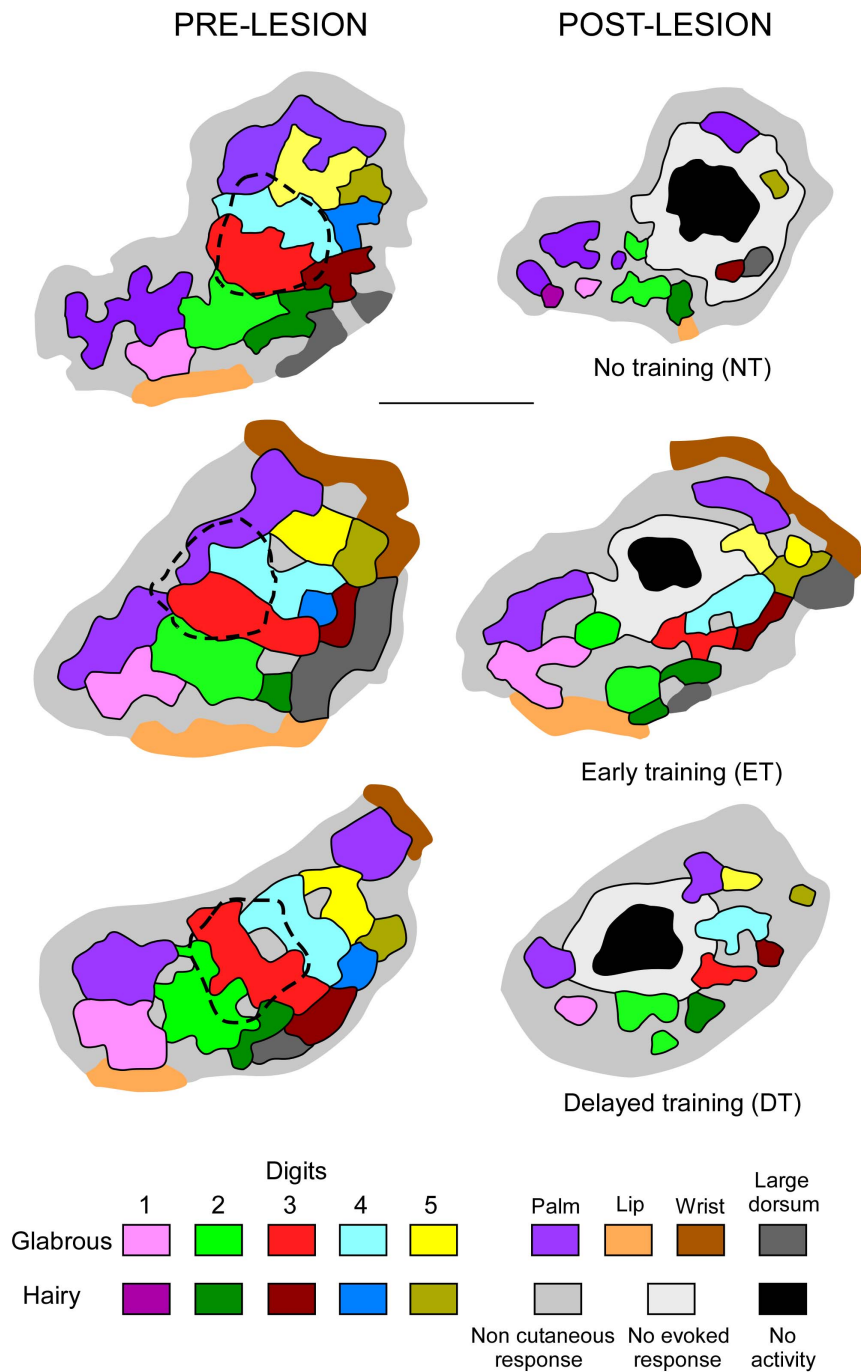 PRE-LESION POST-LESION
No training (NT)
Early training (ET)
Delayed training (DT)
Digits
1 2 3 4 5
Palm Lip Wrist Large
dorsum
Glabrous
Hairy
Non cutaneous No evoked No
response response activity